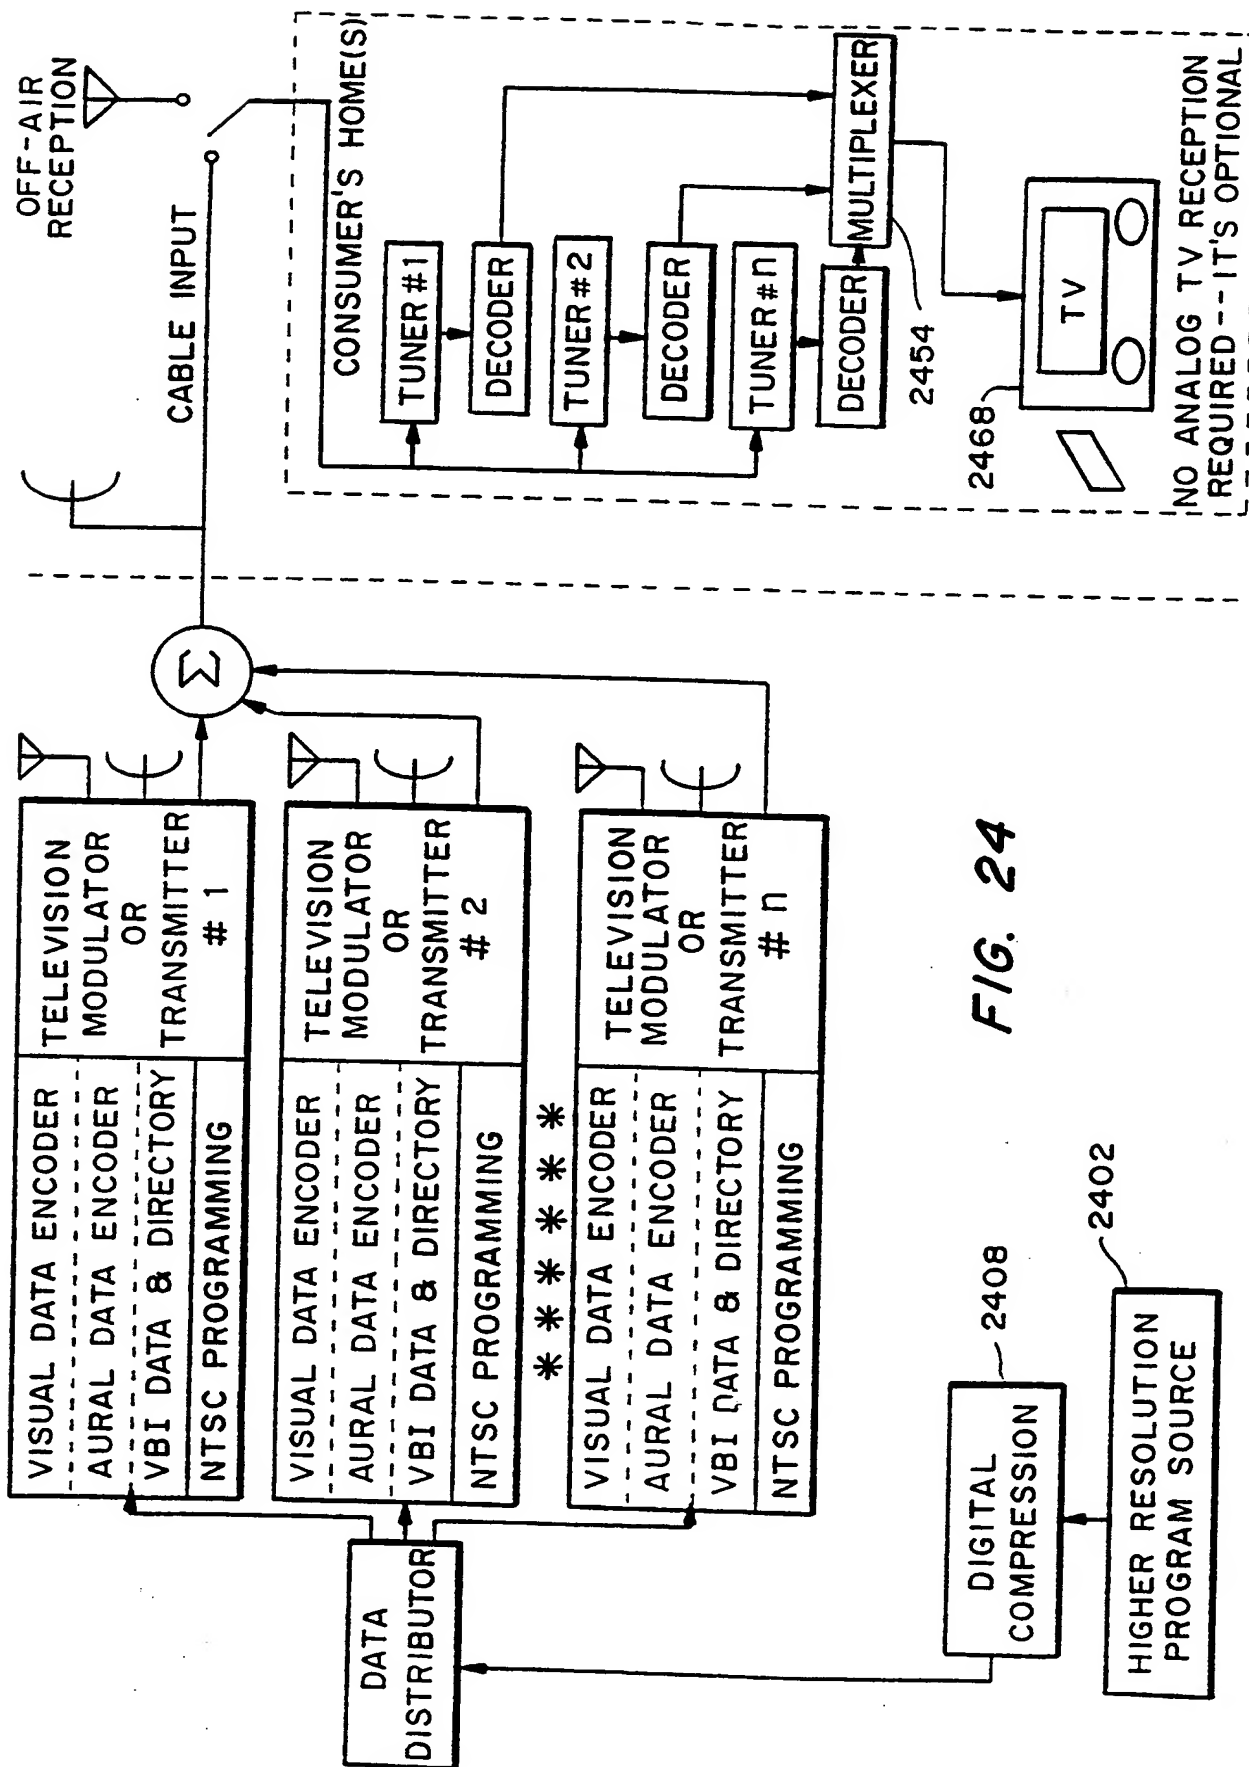 VISUAL DATA ENCODER
AURAL DATA ENCODER
VBI DATA & DIRECTORY
NTSC PROGRAMMING
TELEVISION
MODULATOR
OR
TRANSMITTER
# 1
VISUAL DATA ENCODER
AURAL DATA ENCODER
VBI DATA & DIRECTORY
NTSC PROGRAMMING
TELEVISION
MODULATOR
OR
TRANSMITTER
# 2
* * * * * *
VISUAL DATA ENCODER
AURAL DATA ENCODER
VBI DATA & DIRECTORY
NTSC PROGRAMMING
TELEVISION
MODULATOR
OR
TRANSMITTER
# n
DATA
DISTRIBUTOR
DIGITAL
COMPRESSION
2408
HIGHER RESOLUTION
PROGRAM SOURCE
2402
Σ
CABLE INPUT
OFF-AIR
RECEPTION
CONSUMER'S HOME(S)
TUNER #1
DECODER
TUNER #2
DECODER
TUNER #n
DECODER
MULTIPLEXER
2454
2468
TV
NO ANALOG TV RECEPTION
REQUIRED -- IT'S OPTIONAL
FIG. 24